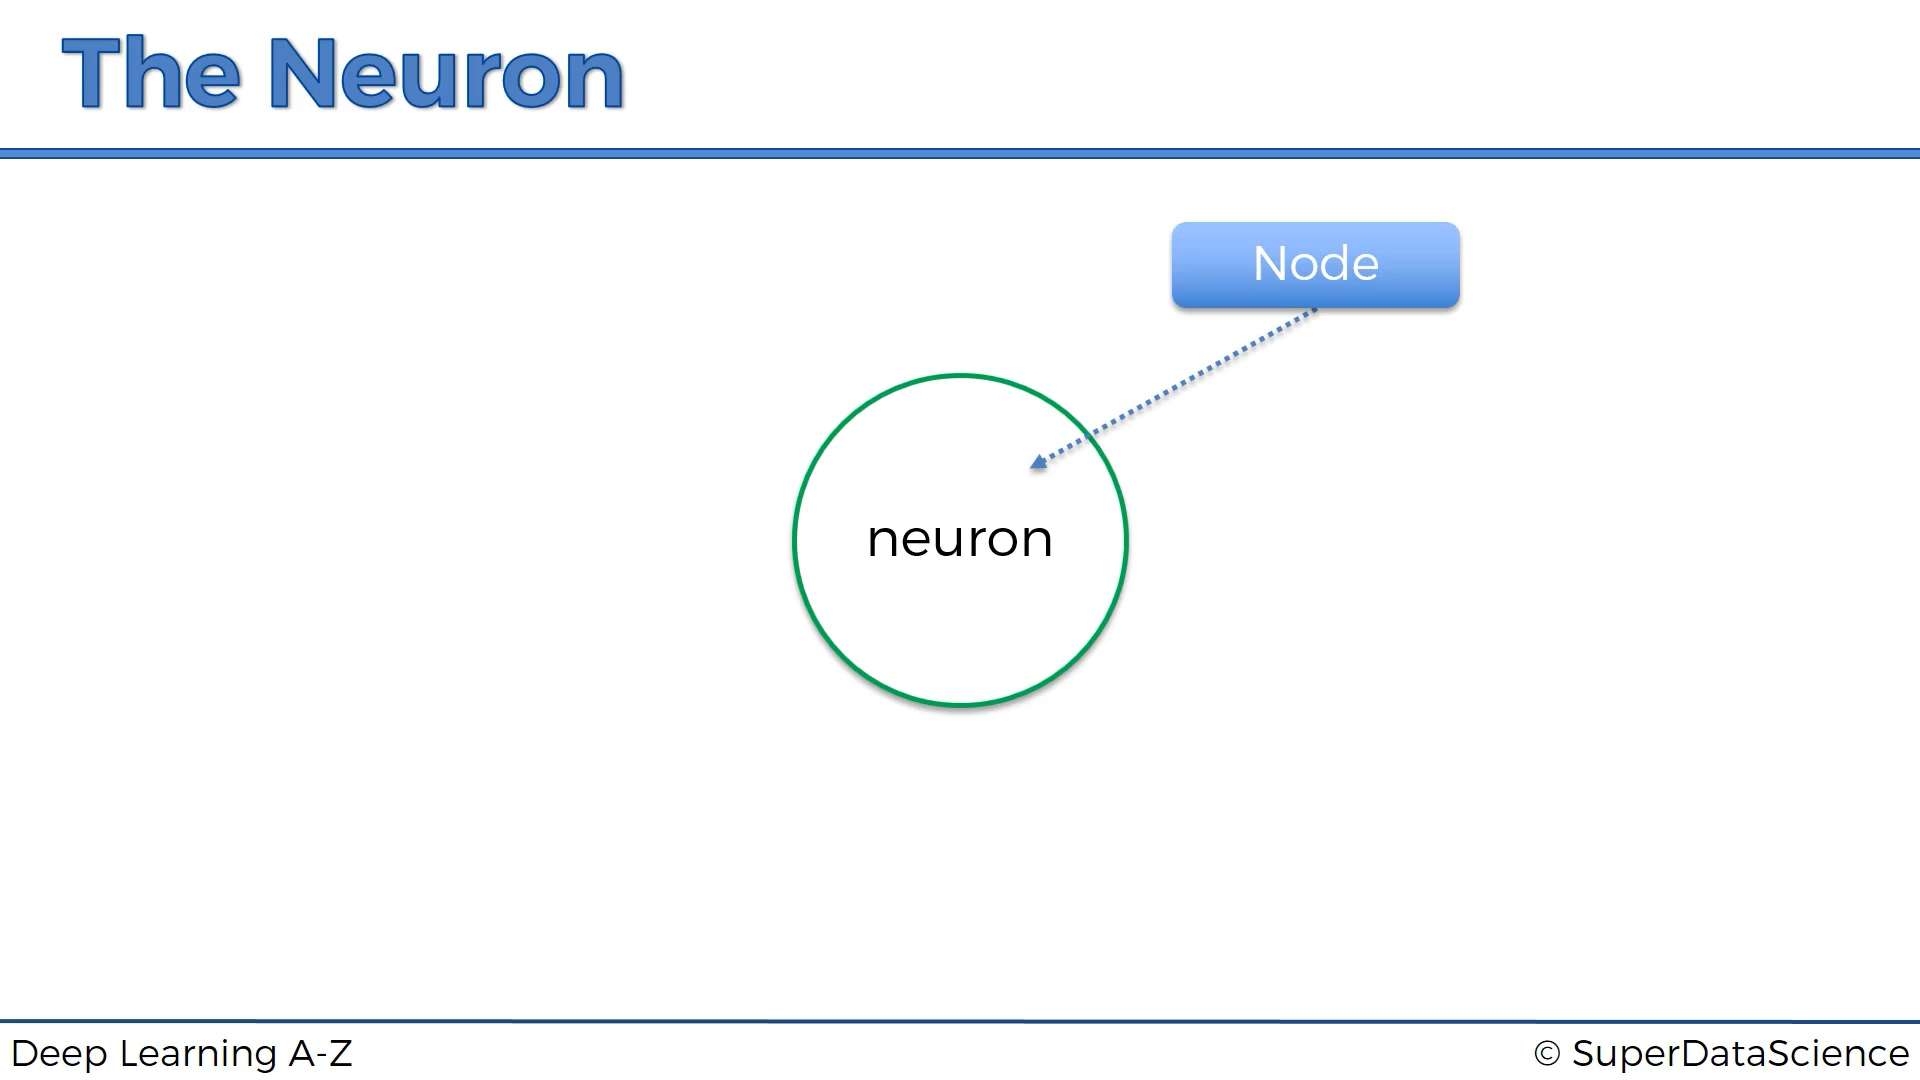 The Neuron
Node
neuron
Deep Learning A-Z
© SuperDataScience